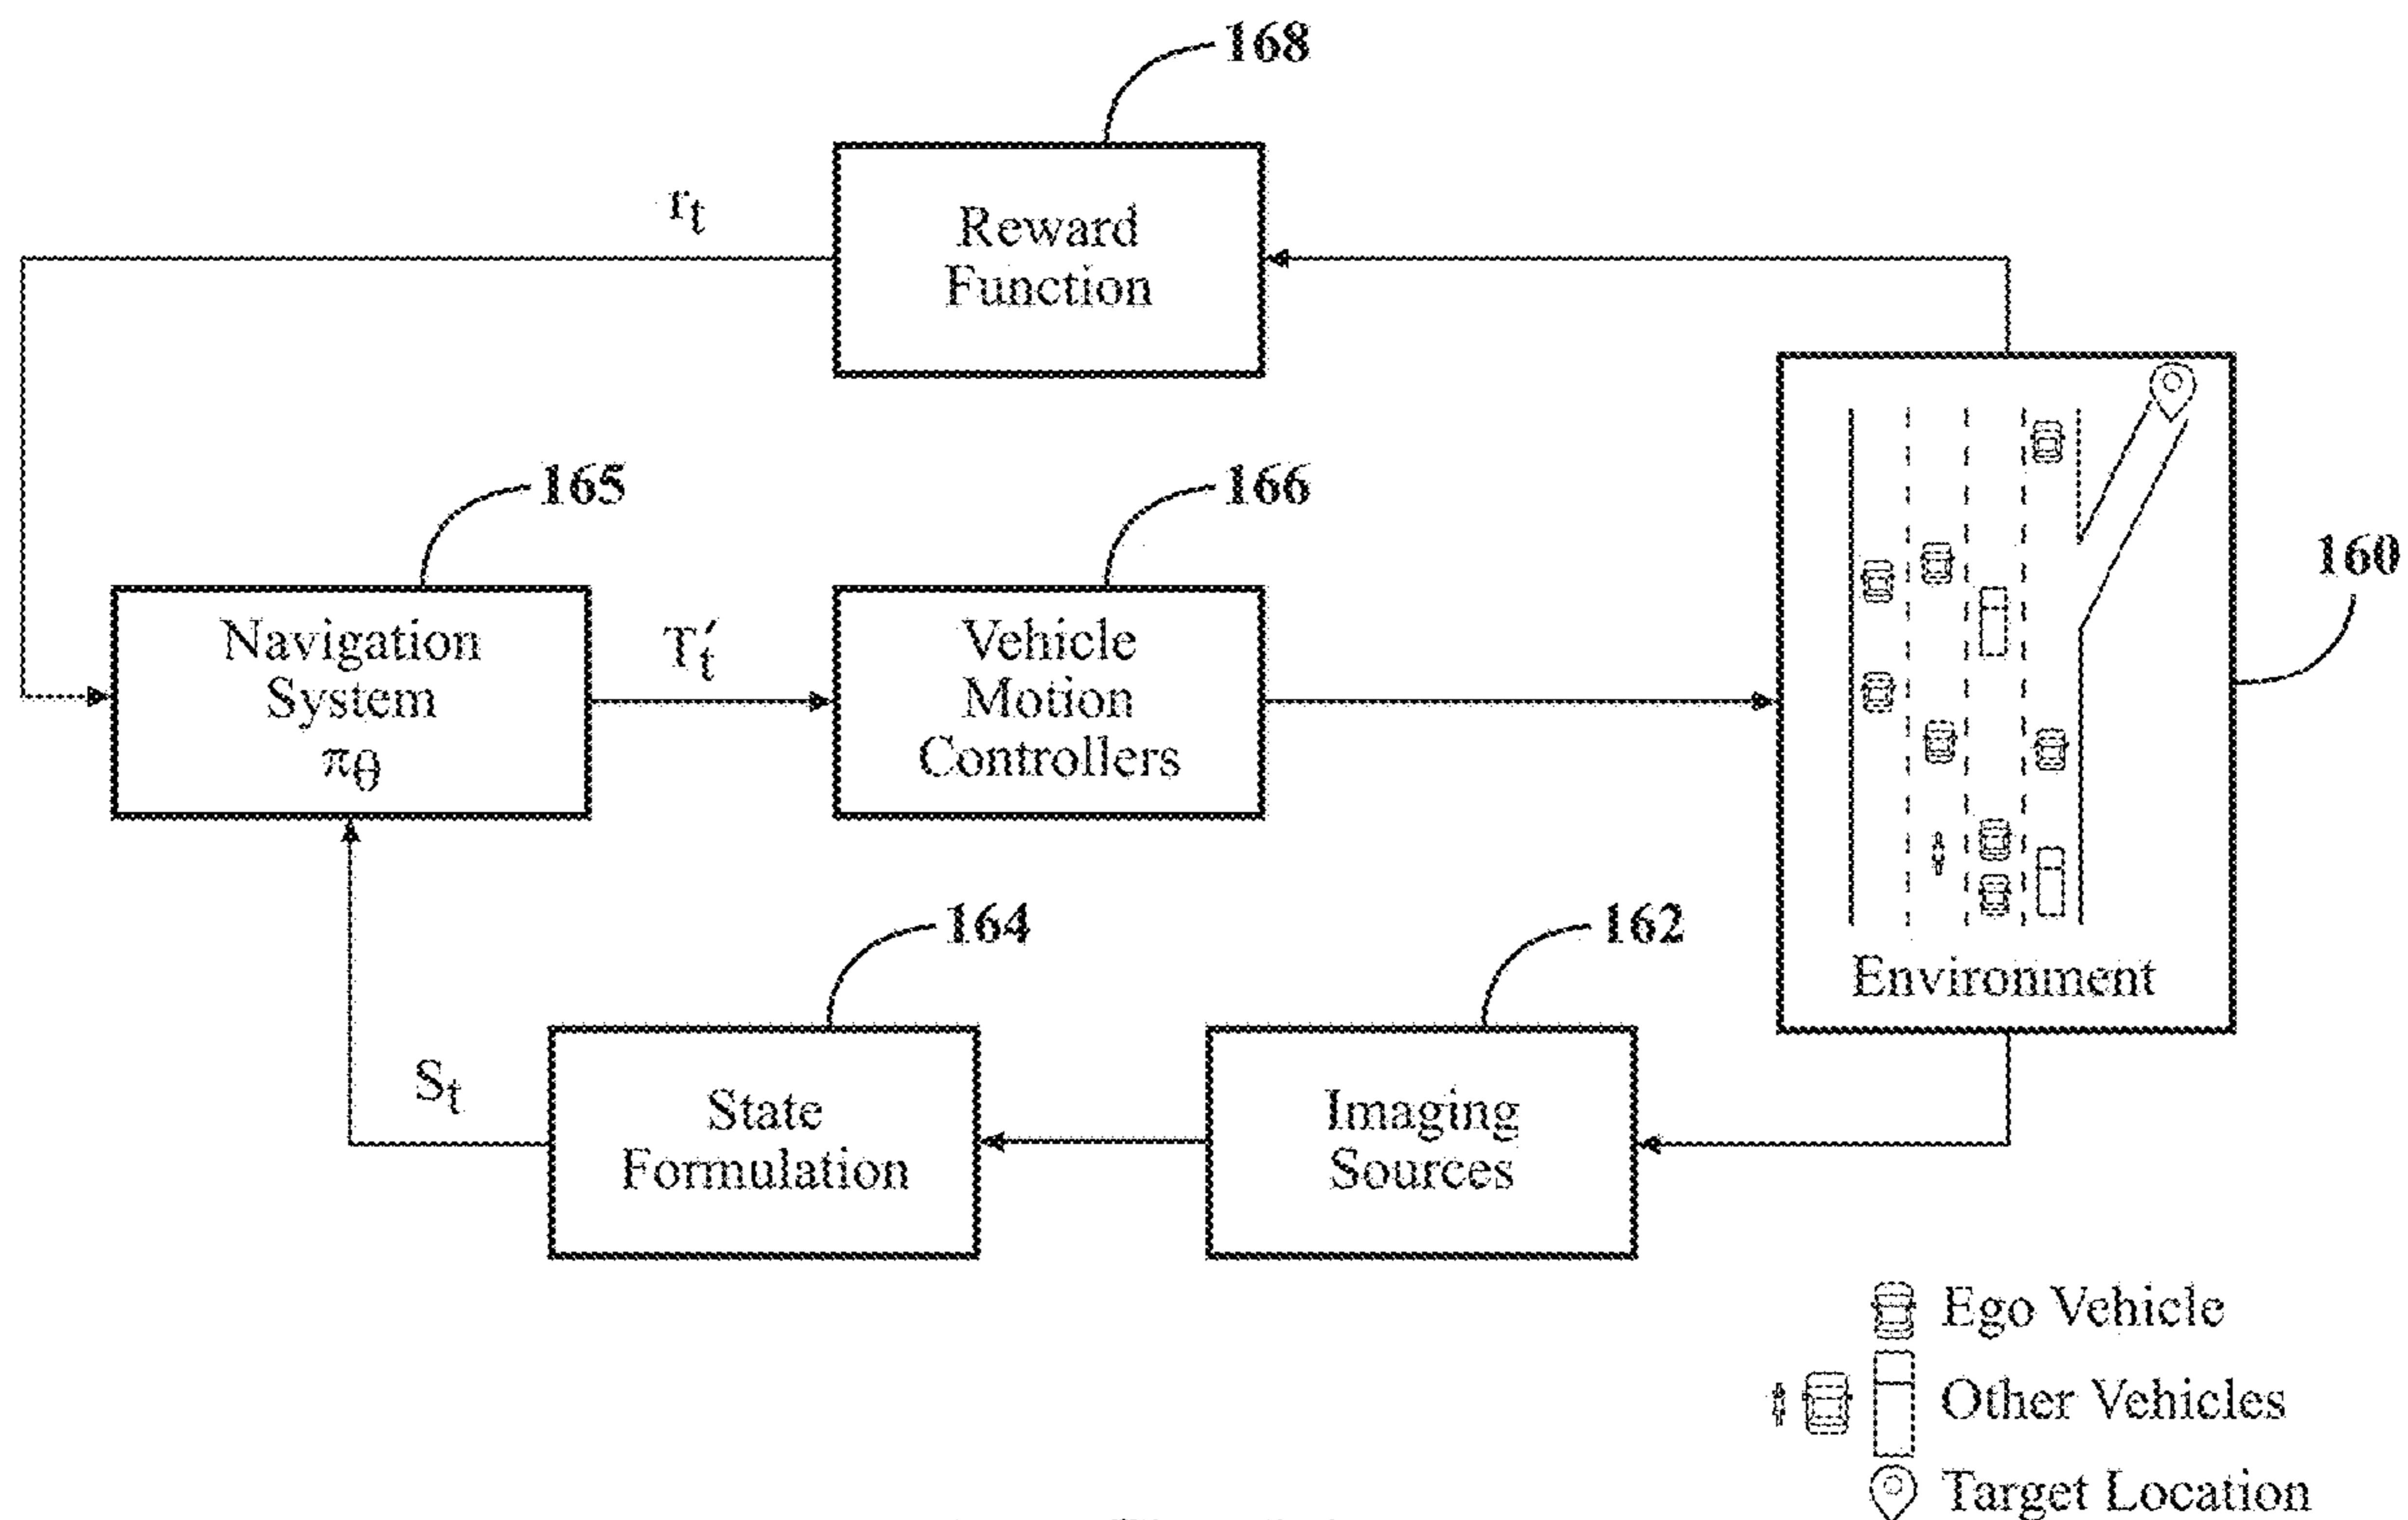 168
r_t
Reward
Function
165
166
160
Navigation
System
πθ
T′_t
Vehicle
Motion
Controllers
164
162
Environment
S_t
State
Formulation
Imaging
Sources
Ego Vehicle
Other Vehicles
Target Location